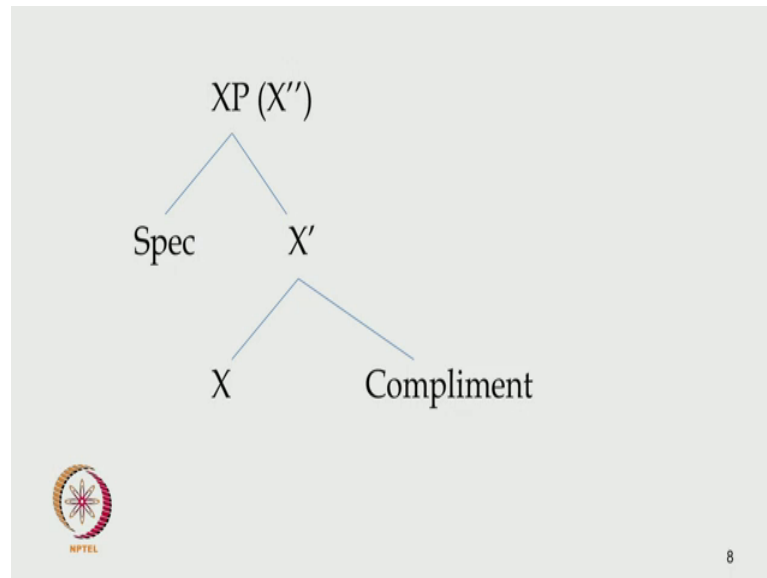 XP (X′′)
Spec X′
X Compliment
NPTEL
8